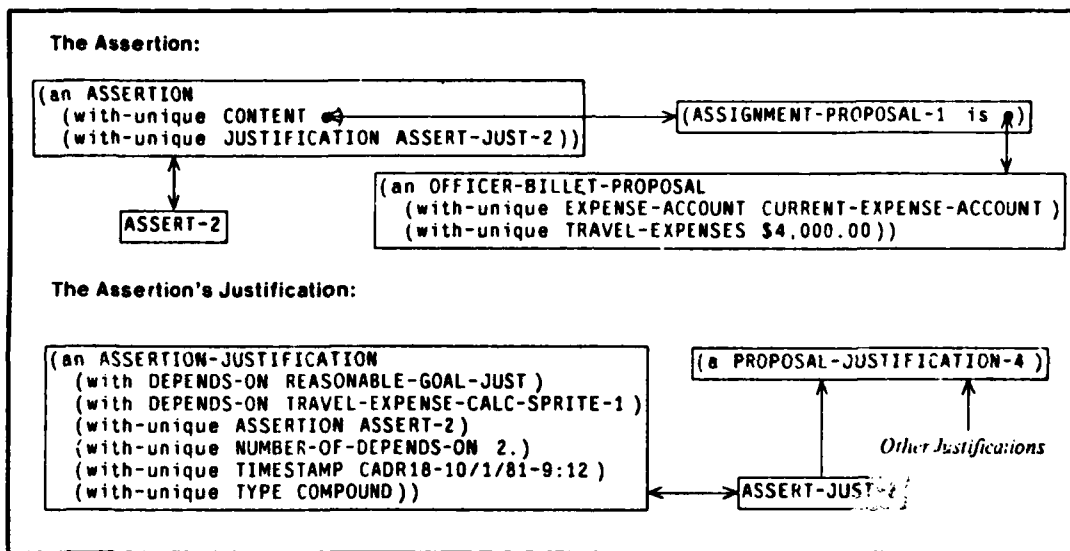 The Assertion:
(an ASSERTION
(with-unique CONTENT
(with-unique JUSTIFICATION ASSERT-JUST-2))
(ASSIGNMENT-PROPOSAL-1 is )
ASSERT-2
(an OFFICER-BILLET-PROPOSAL
(with-unique EXPENSE-ACCOUNT CURRENT-EXPENSE-ACCOUNT)
(with-unique TRAVEL-EXPENSES $4,000.00))
The Assertion's Justification:
(an ASSERTION-JUSTIFICATION
(with DEPENDS-ON REASONABLE-GOAL-JUST)
(with DEPENDS-ON TRAVEL-EXPENSE-CALC-SPRITE-1)
(with-unique ASSERTION ASSERT-2)
(with-unique NUMBER-OF-DEPENDS-ON 2.)
(with-unique TIMESTAMP CADR18-10/1/81-9:12)
(with-unique TYPE COMPOUND))
(a PROPOSAL-JUSTIFICATION-4)
Other Justifications
ASSERT-JUST-2